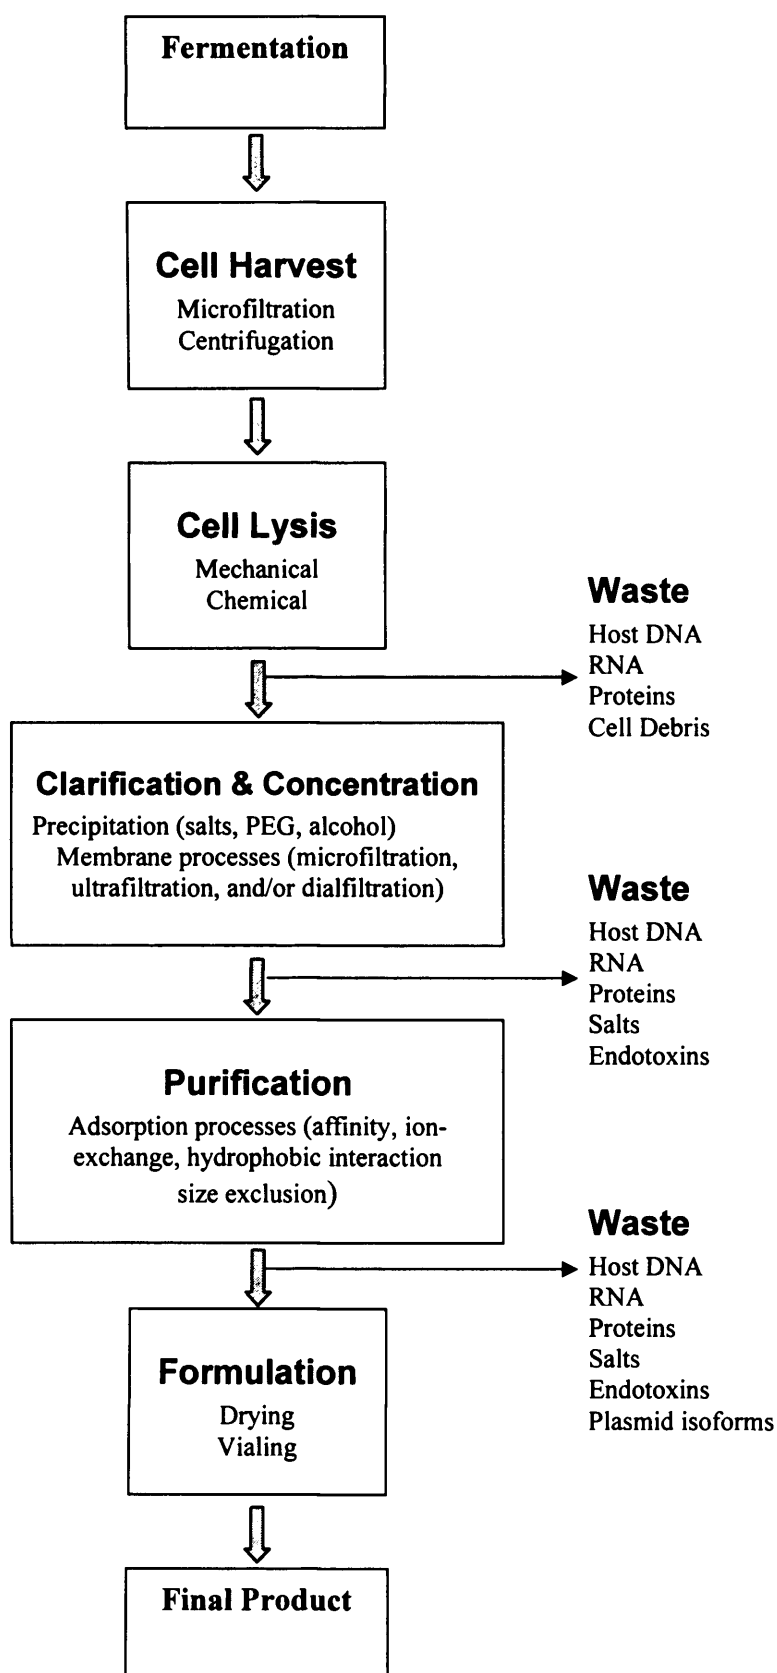 Fermentation
Cell Harvest
Microfiltration
Centrifugation
Cell Lysis
Mechanical
Chemical
Waste
Host DNA
RNA
Proteins
Cell Debris
Clarification & Concentration
Precipitation (salts, PEG, alcohol)
Membrane processes (microfiltration,
ultrafiltration, and/or dialfiltration)
Waste
Host DNA
RNA
Proteins
Salts
Endotoxins
Purification
Adsorption processes (affinity, ion-
exchange, hydrophobic interaction
size exclusion)
Waste
Host DNA
RNA
Proteins
Salts
Endotoxins
Plasmid isoforms
Formulation
Drying
Vialing
Final Product